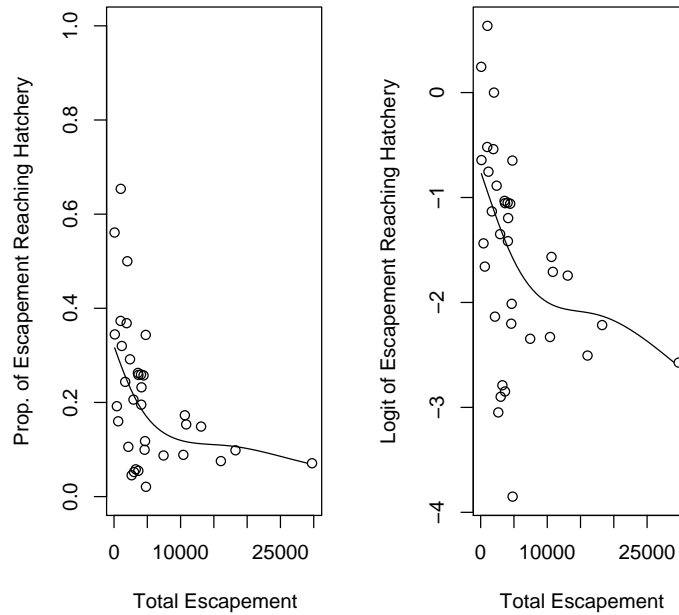 Prop. of Escapement Reaching Hatchery
1.0
0.8
0.6
0.4
0.2
0.0
0 10000 25000
Total Escapement
Logit of Escapement Reaching Hatchery
0
−1
−2
−3
−4
0 10000 25000
Total Escapement